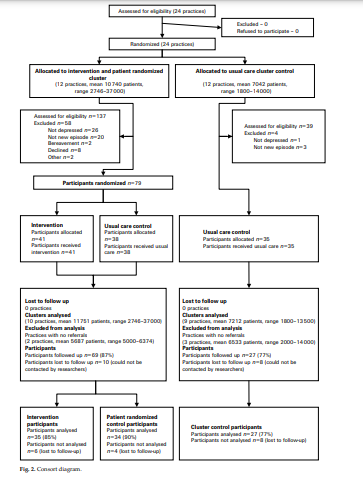 Assessed for eligibility (24 practices)
Excluded – 0
Refused to participate – 0
Randomized (24 practices)
Allocated to intervention and patient randomized
cluster
(12 practices, mean 10 740 patients,
range 2746–37 000)
Allocated to usual care cluster control
(12 practices, mean 7042 patients,
range 1800–14000)
Assessed for eligibility n=137
Excluded n=58
Not depressed n=26
Not new episode n=20
Bereavement n=2
Declined n=8
Other n=2
Assessed for eligibility n=39
Excluded n=4
Not depressed n=1
Not new episode n=3
Participants randomized n=79
Intervention
Participants allocated
n=41
Participants received
intervention n=41
Usual care control
Participants allocated
n=38
Participants received usual
care n=38
Usual care control
Participants allocated n=35
Participants received usual care n=35
Lost to follow up
0 practices
Clusters analysed
(10 practices, mean 11 751 patients, range 2746–37000)
Excluded from analysis
Practices with no referrals
(2 practices, mean 5687 patients, range 5000–6374)
Participants
Participants followed up n=69 (87%)
Participants lost to follow up n=10 (could not be
contacted by researchers)
Lost to follow up
0 practices
Clusters analysed
(9 practices, mean 7212 patients, range 1800–13500)
Excluded from analysis
Practices with no referrals
(3 practices, mean 6533 patients, range 2000–14 000)
Participants
Participants followed up n=27 (77%)
Participants lost to follow up n=8 (could not be
contacted by researchers)
Intervention
participants
Participants analysed
n=35 (85%)
Participants not analysed
n=6 (lost to follow-up)
Patient randomized
control participants
Participants analysed
n=34 (90%)
Participants not analysed
n=4 (lost to follow-up)
Cluster control participants
Participants analysed n=27 (77%)
Participants not analysed n=8 (lost to follow-up)
Fig. 2. Consort diagram.